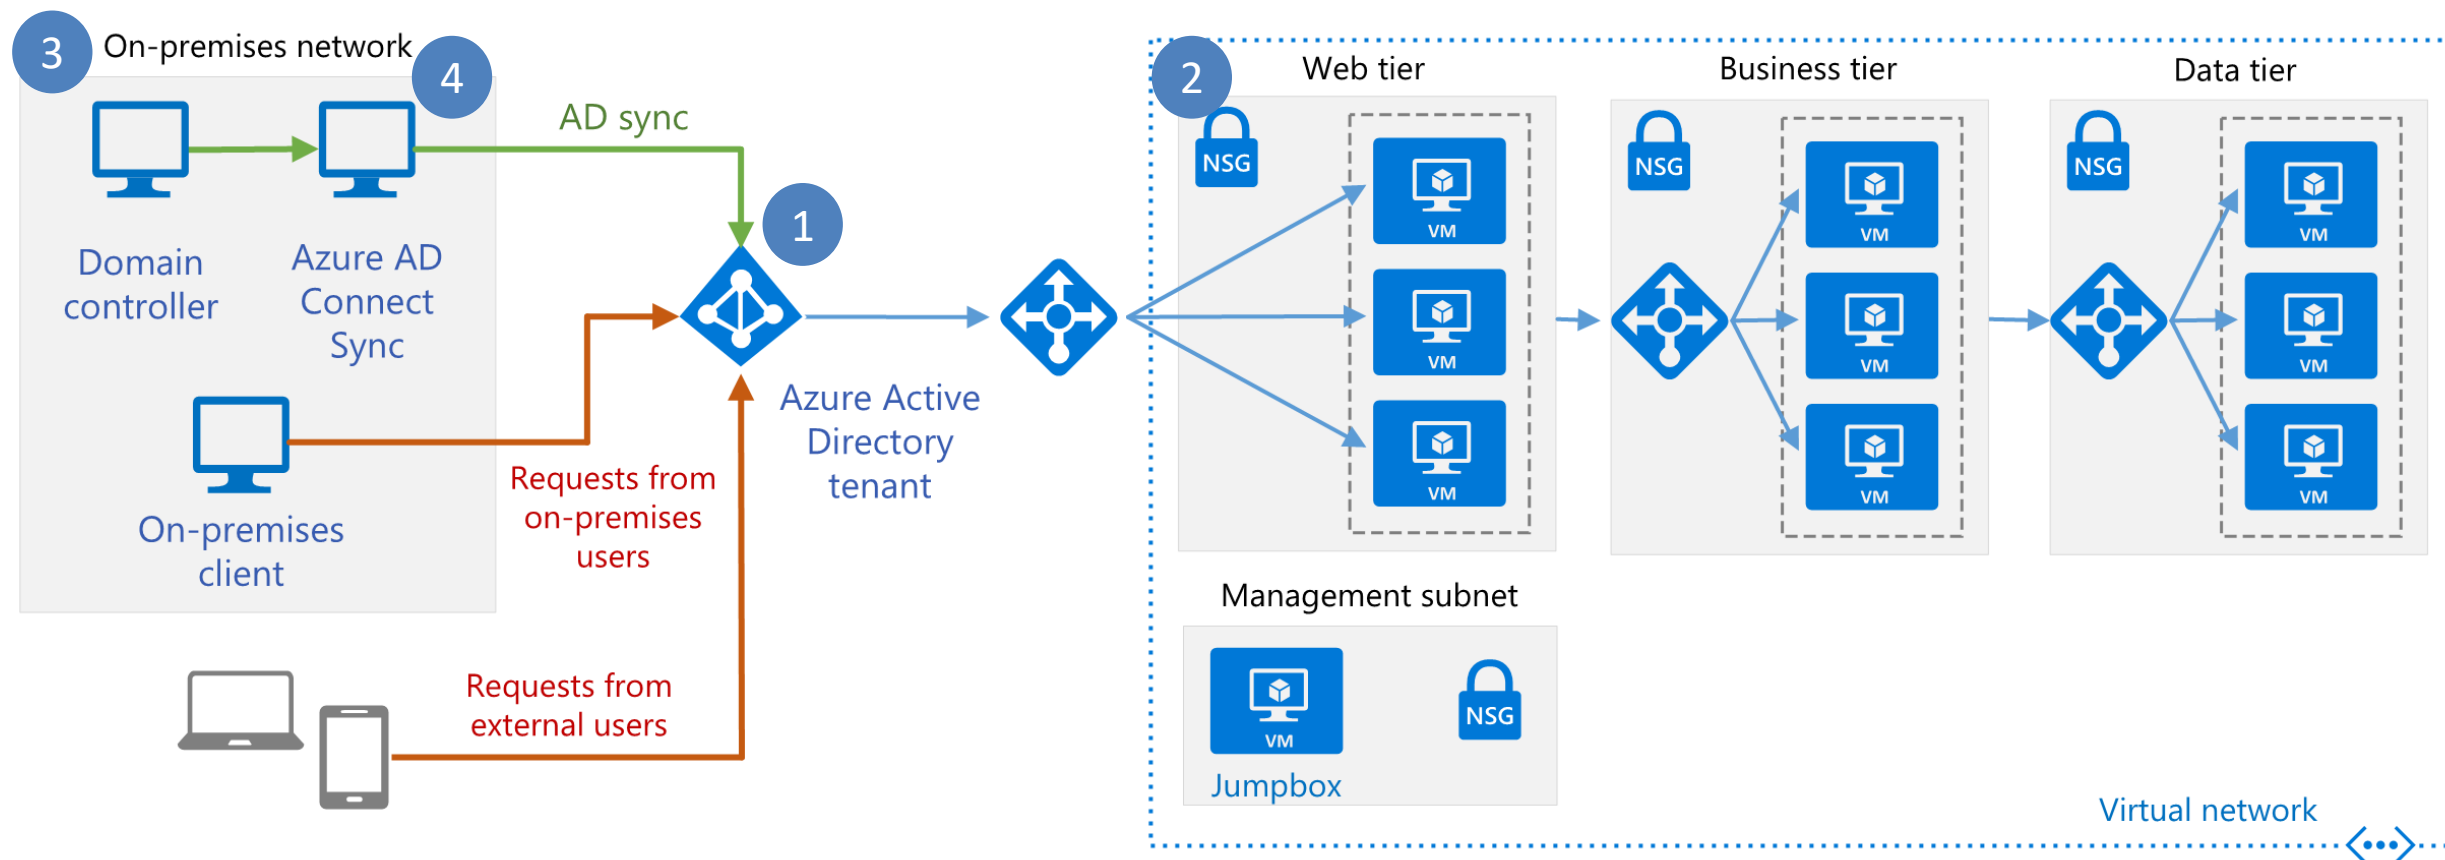 3
On-premises network
4
Domain
controller
Azure AD
Connect
Sync
On-premises
client
AD sync
1
Requests from
on-premises
users
Requests from
external users
Azure Active
Directory
tenant
2
Web tier
NSG
VM
VM
VM
Business tier
NSG
VM
VM
VM
Data tier
NSG
VM
VM
VM
Management subnet
VM
Jumpbox
NSG
Virtual network